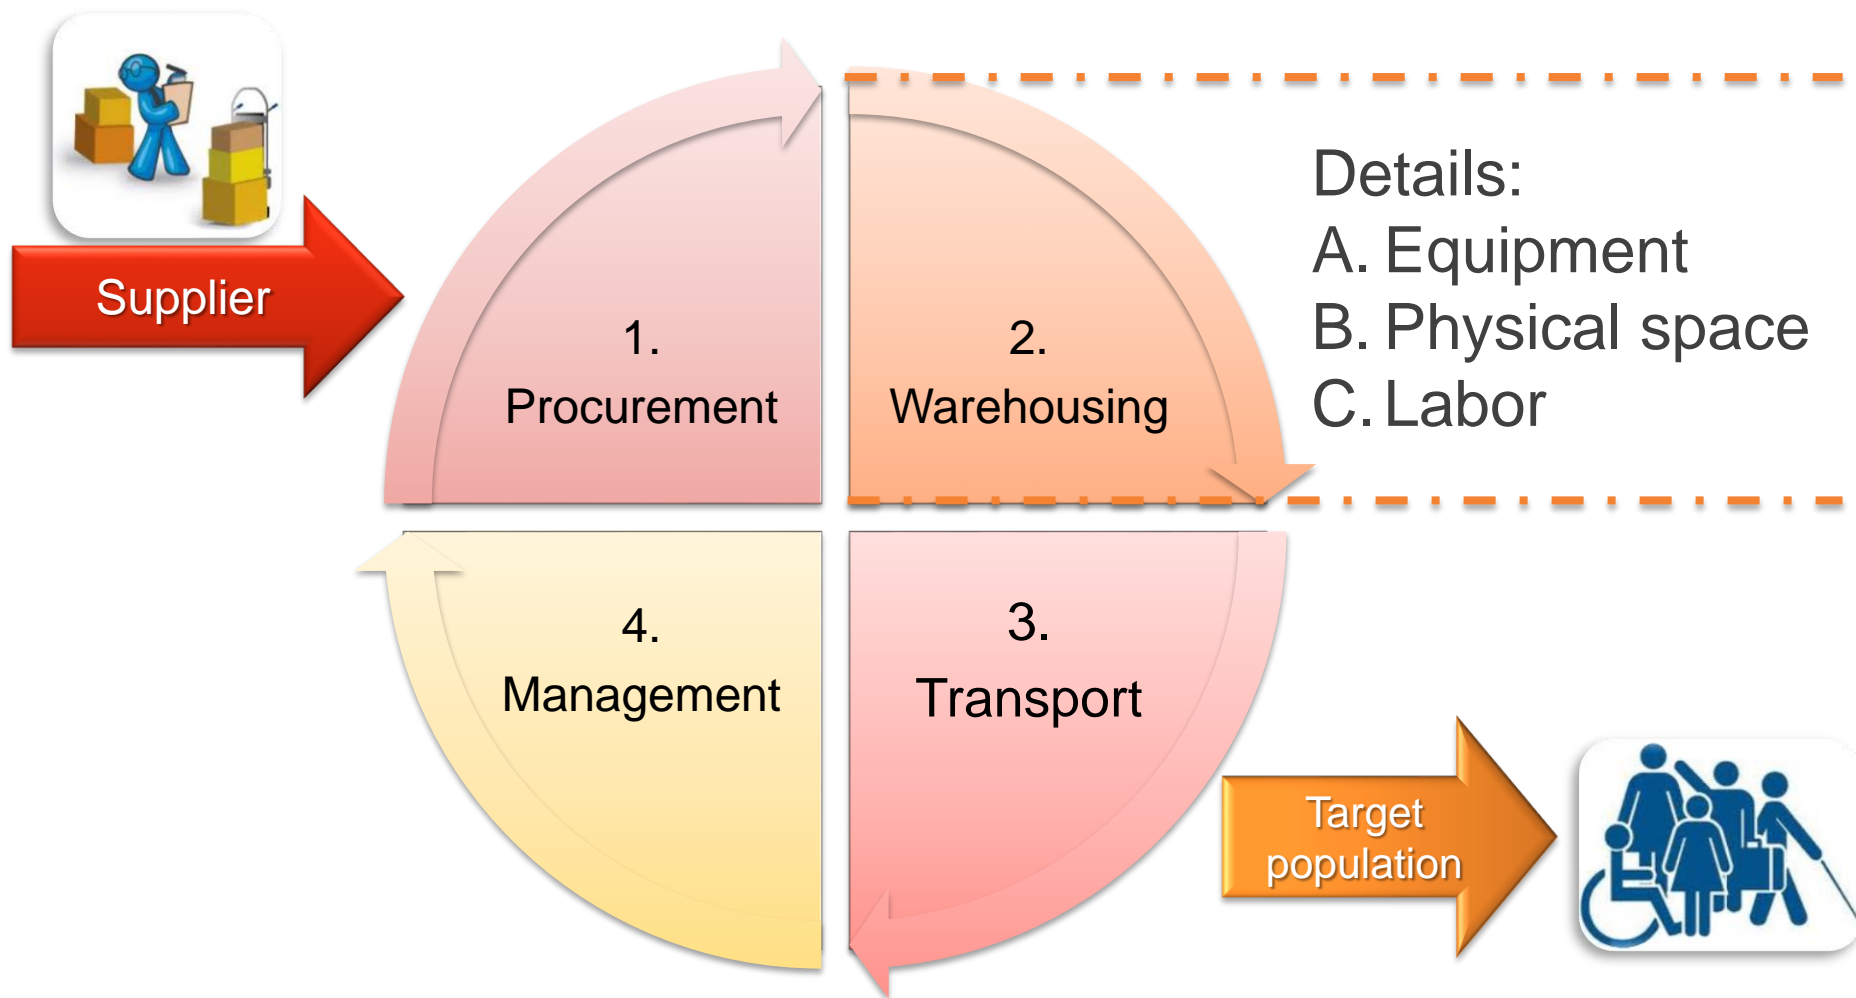 Supplier
1.
Procurement
2.
Warehousing
Details:
A. Equipment
B. Physical space
C. Labor
4.
Management
3.
Transport
Target
population